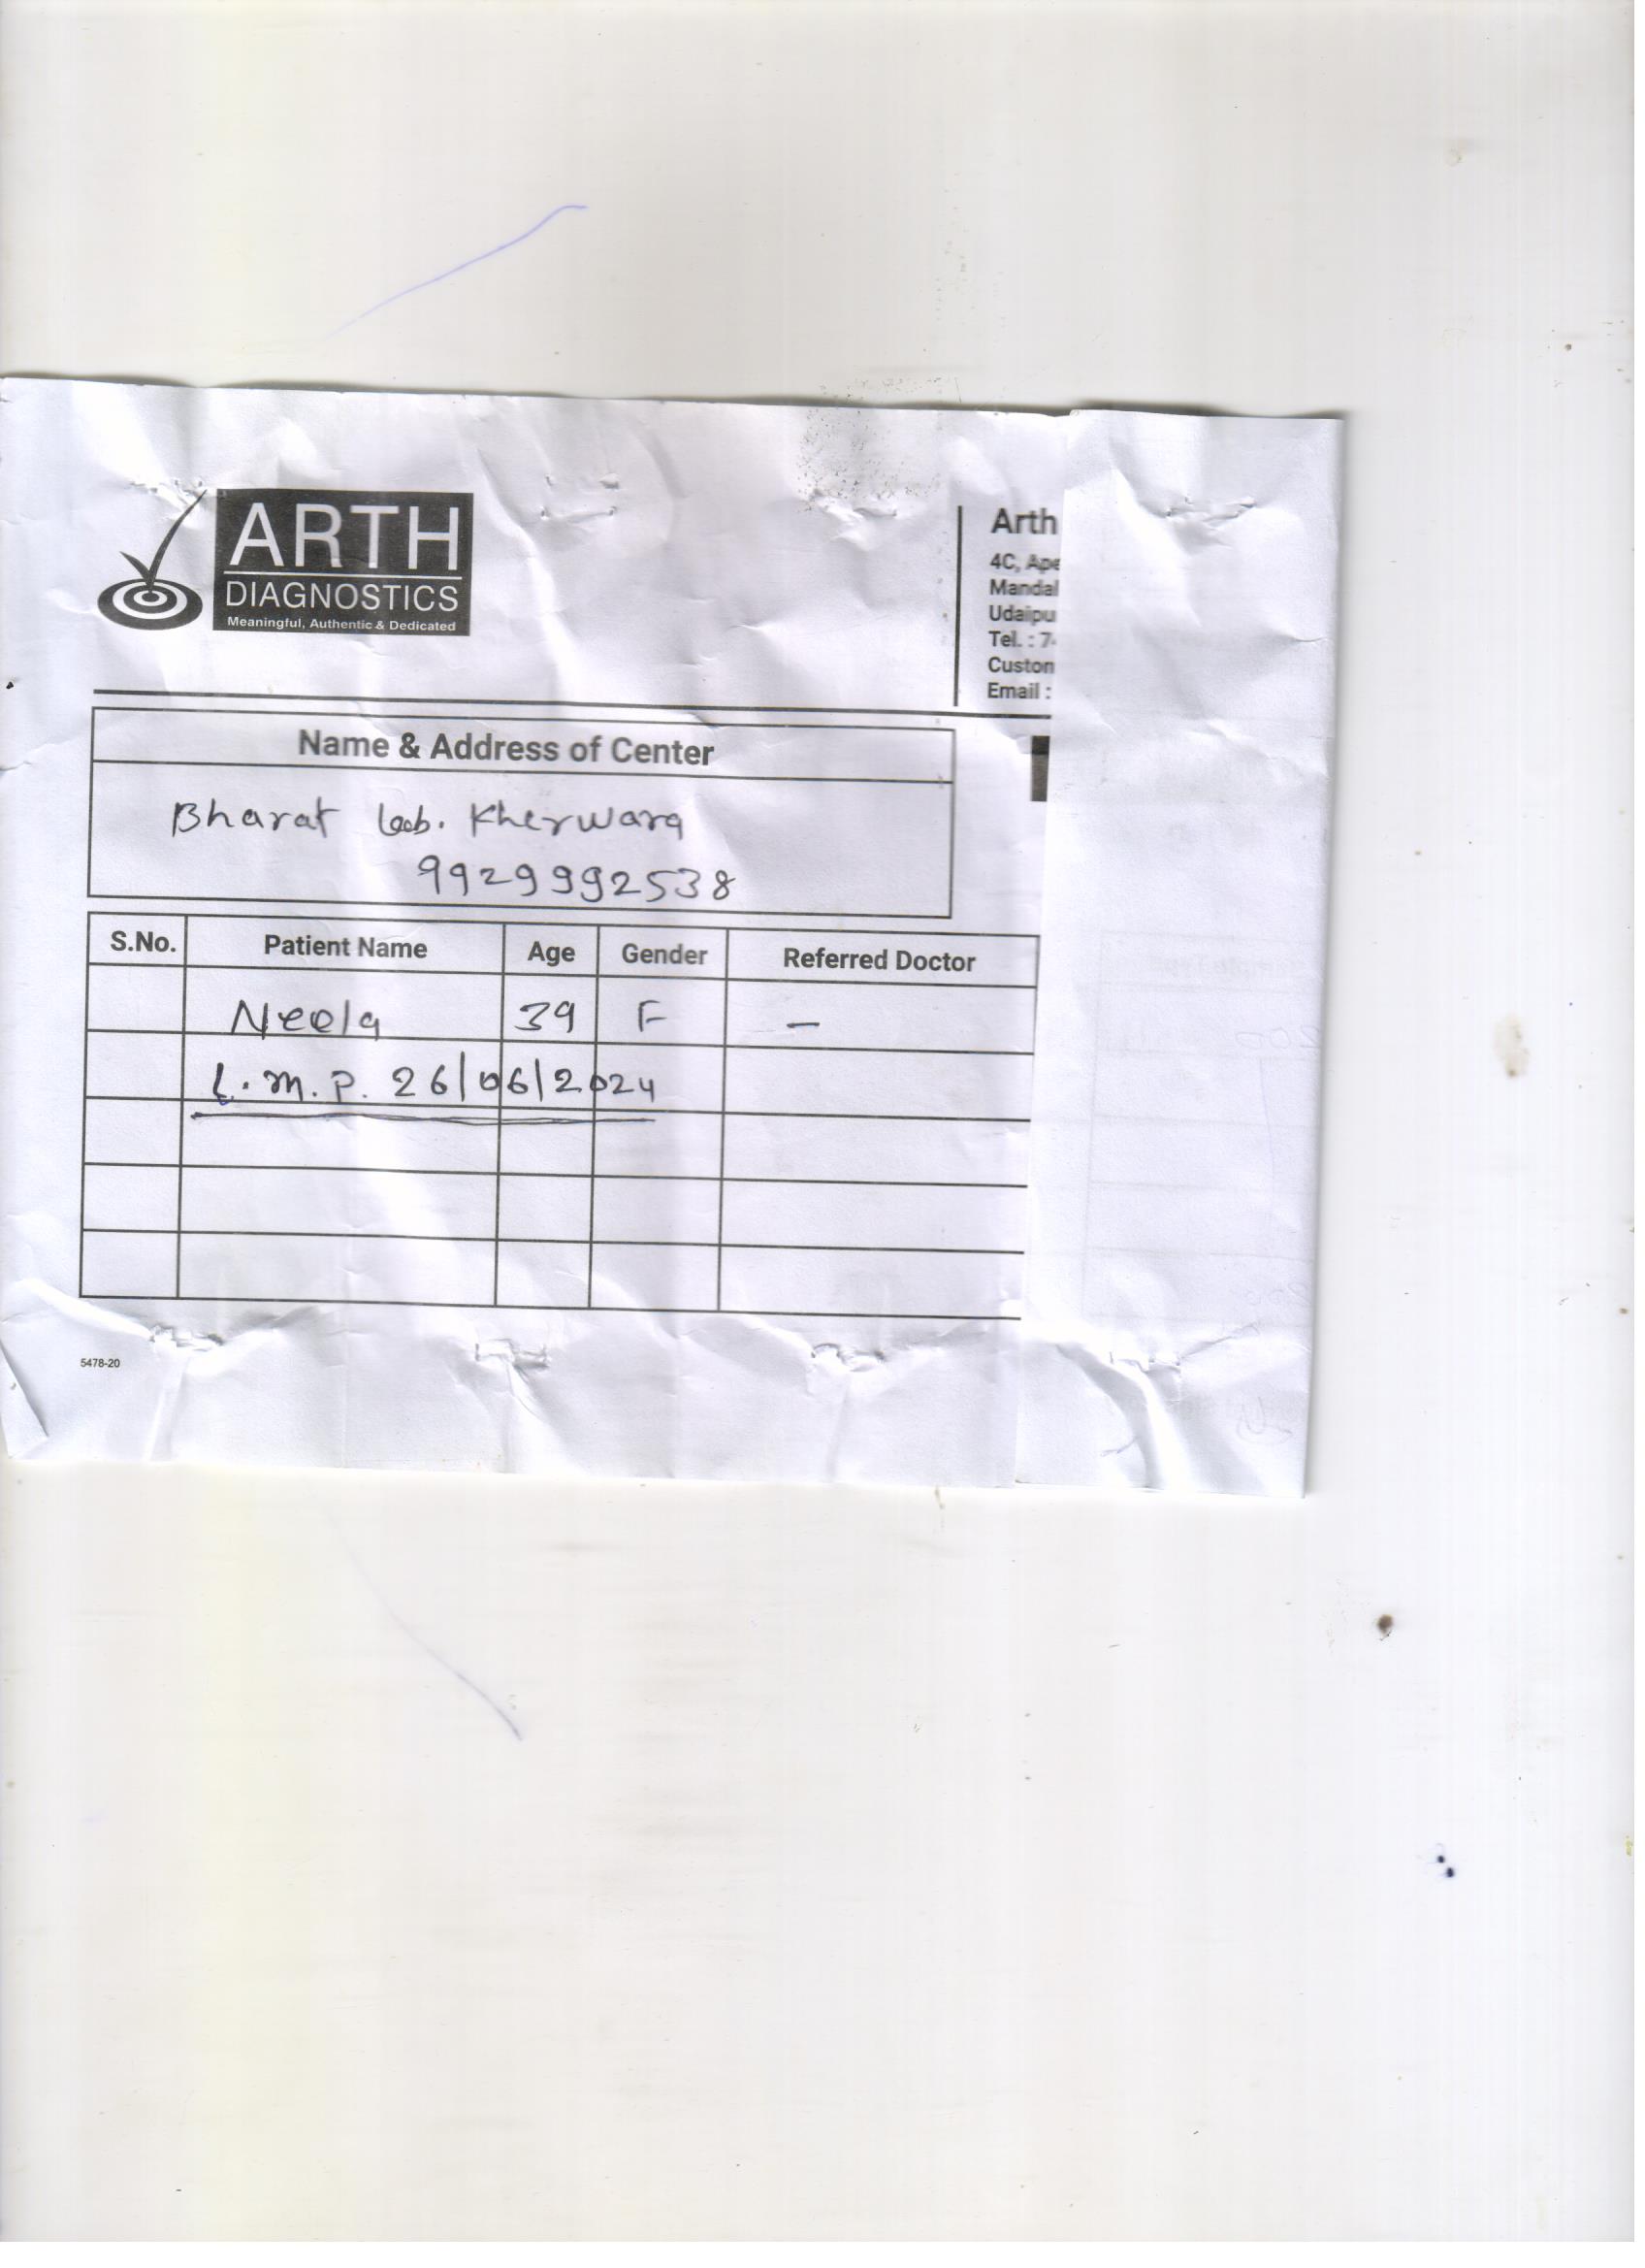 ARTH
DIAGNOSTICS
Meaningful, Authentic & Dedicated
Arth
4C, Ape
Mandal
Udaipu
Tel. : 7
Custom
Email :
Name & Address of Center
Bharat Lab. Kherwara
9929992538
S.No. Patient Name Age Gender Referred Doctor
Neela 39 F –
L.M.P. 26/06/2024
5478-20